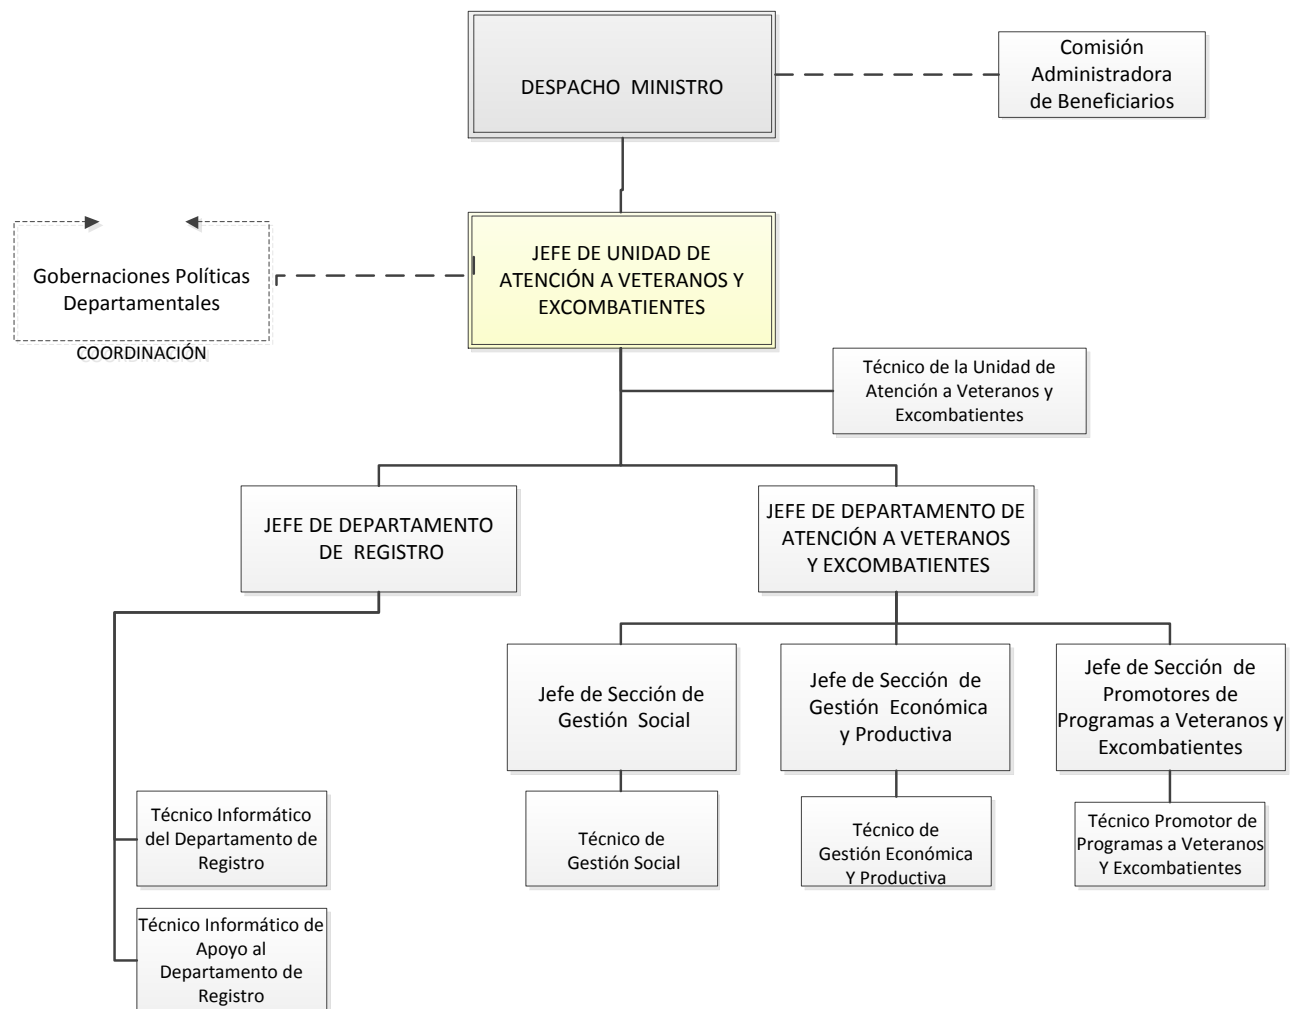 DESPACHO MINISTRO
Comisión
Administradora
de Beneficiarios
Gobernaciones Políticas
Departamentales
COORDINACIÓN
JEFE DE UNIDAD DE
ATENCIÓN A VETERANOS Y
EXCOMBATIENTES
Técnico de la Unidad de
Atención a Veteranos y
Excombatientes
JEFE DE DEPARTAMENTO
DE REGISTRO
JEFE DE DEPARTAMENTO DE
ATENCIÓN A VETERANOS
Y EXCOMBATIENTES
Jefe de Sección de
Gestión Social
Jefe de Sección de
Gestión Económica
y Productiva
Jefe de Sección de
Promotores de
Programas a Veteranos y
Excombatientes
Técnico Informático
del Departamento de
Registro
Técnico de
Gestión Social
Técnico de
Gestión Económica
Y Productiva
Técnico Promotor de
Programas a Veteranos
Y Excombatientes
Técnico Informático de
Apoyo al
Departamento de
Registro